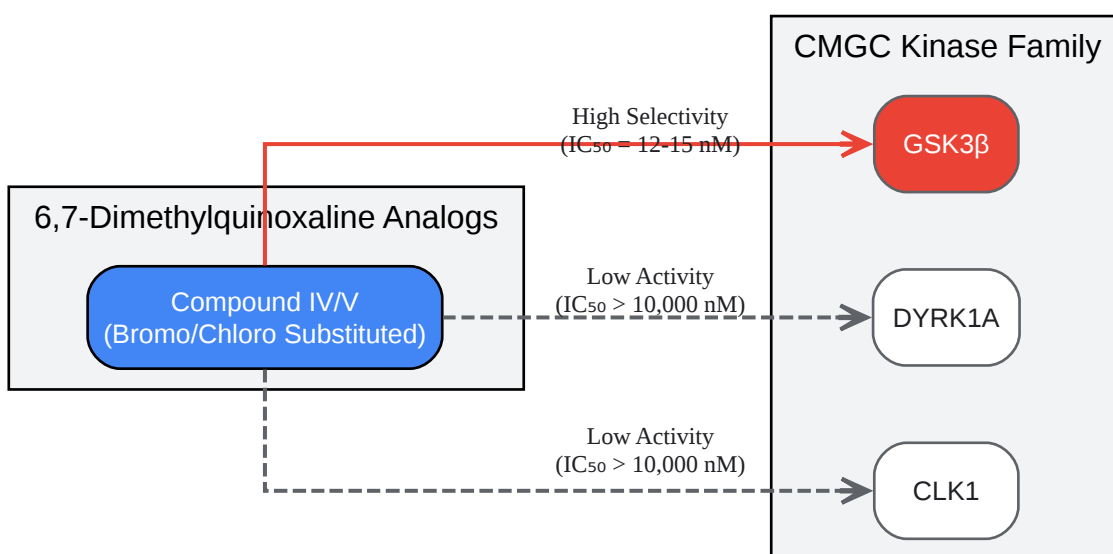 CMGC Kinase Family
High Selectivity
(IC₅₀ = 12-15 nM)
GSK3β
6,7-Dimethylquinoxaline Analogs
Compound IV/V
(Bromo/Chloro Substituted)
Low Activity
(IC₅₀ > 10,000 nM)
DYRK1A
Low Activity
(IC₅₀ > 10,000 nM)
CLK1